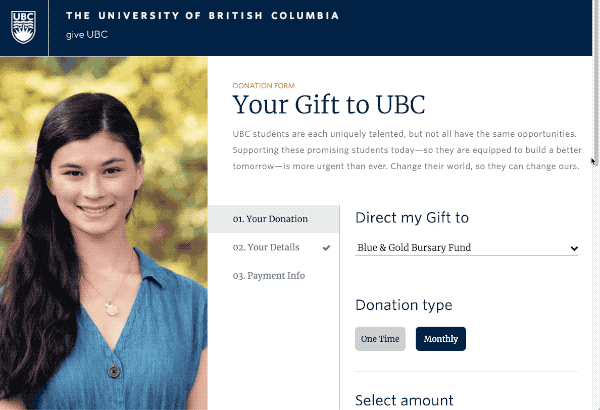 UBC
THE UNIVERSITY OF BRITISH COLUMBIA
give UBC
DONATION FORM
Your Gift to UBC
UBC students are each uniquely talented, but not all have the same opportunities.
Supporting these promising students today—so they are equipped to build a better
tomorrow—is more urgent than ever. Change their world, so they can change ours.
01. Your Donation
02. Your Details
03. Payment Info
Direct my Gift to
Blue & Gold Bursary Fund
Donation type
One Time
Monthly
Select amount